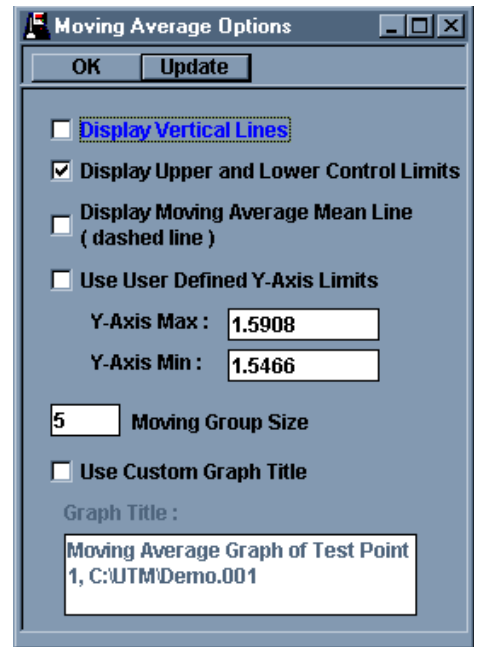 Moving Average Options
OK Update
Display Vertical Lines
Display Upper and Lower Control Limits
Display Moving Average Mean Line
( dashed line )
Use User Defined Y-Axis Limits
Y-Axis Max : 1.5908
Y-Axis Min : 1.5466
5 Moving Group Size
Use Custom Graph Title
Graph Title :
Moving Average Graph of Test Point
1, C:\UTM\Demo.001